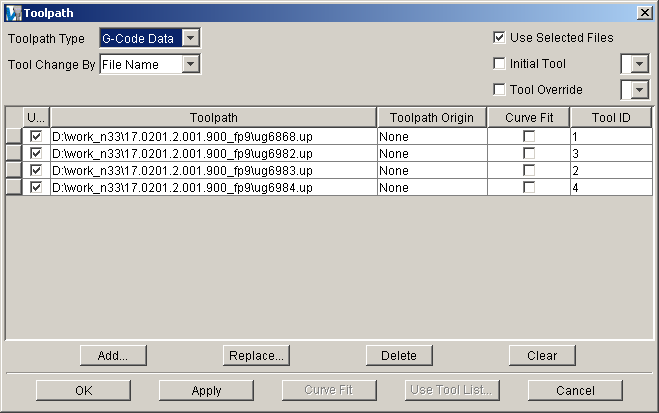 Toolpath
Toolpath Type G-Code Data Use Selected Files
Tool Change By File Name Initial Tool
Tool Override
U... Toolpath Toolpath Origin Curve Fit Tool ID
D:\work_n33\17.0201.2.001.900_fp9\ug6868.up None 1
D:\work_n33\17.0201.2.001.900_fp9\ug6982.up None 3
D:\work_n33\17.0201.2.001.900_fp9\ug6983.up None 2
D:\work_n33\17.0201.2.001.900_fp9\ug6984.up None 4
Add... Replace... Delete Clear
OK Apply Curve Fit Use Tool List... Cancel